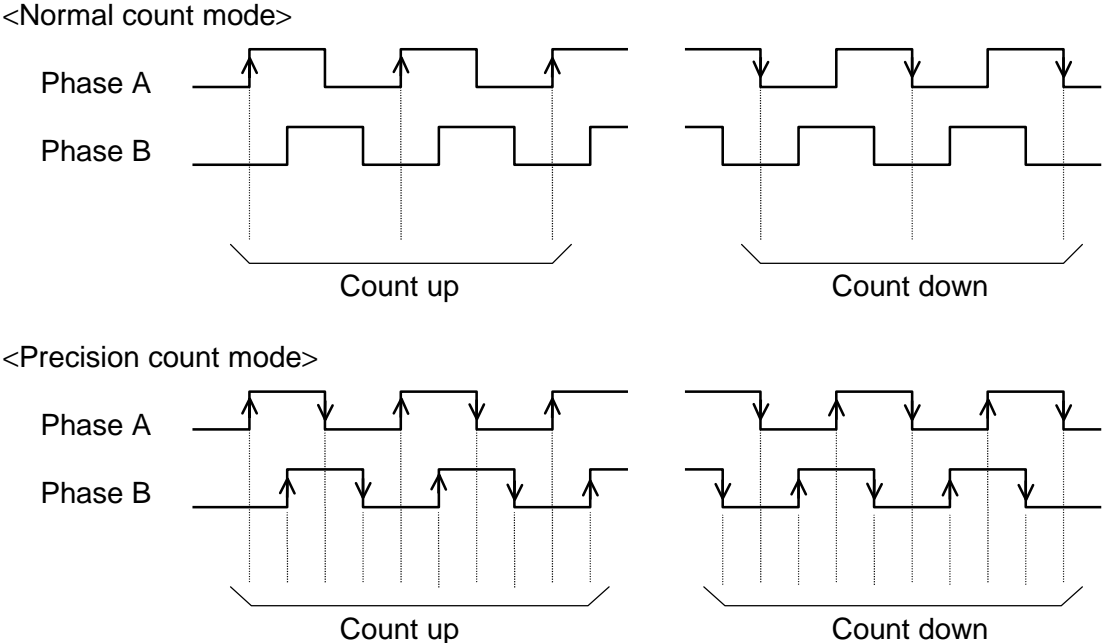 <Normal count mode>
Phase A
Phase B
Count up
Count down
<Precision count mode>
Phase A
Phase B
Count up
Count down